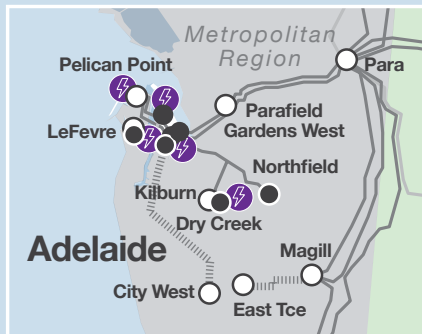 Metropolitan
Region
Pelican Point
Para
LeFevre
Parafield
Gardens West
Northfield
Kilburn
Dry Creek
Adelaide
Magill
City West
East Tce